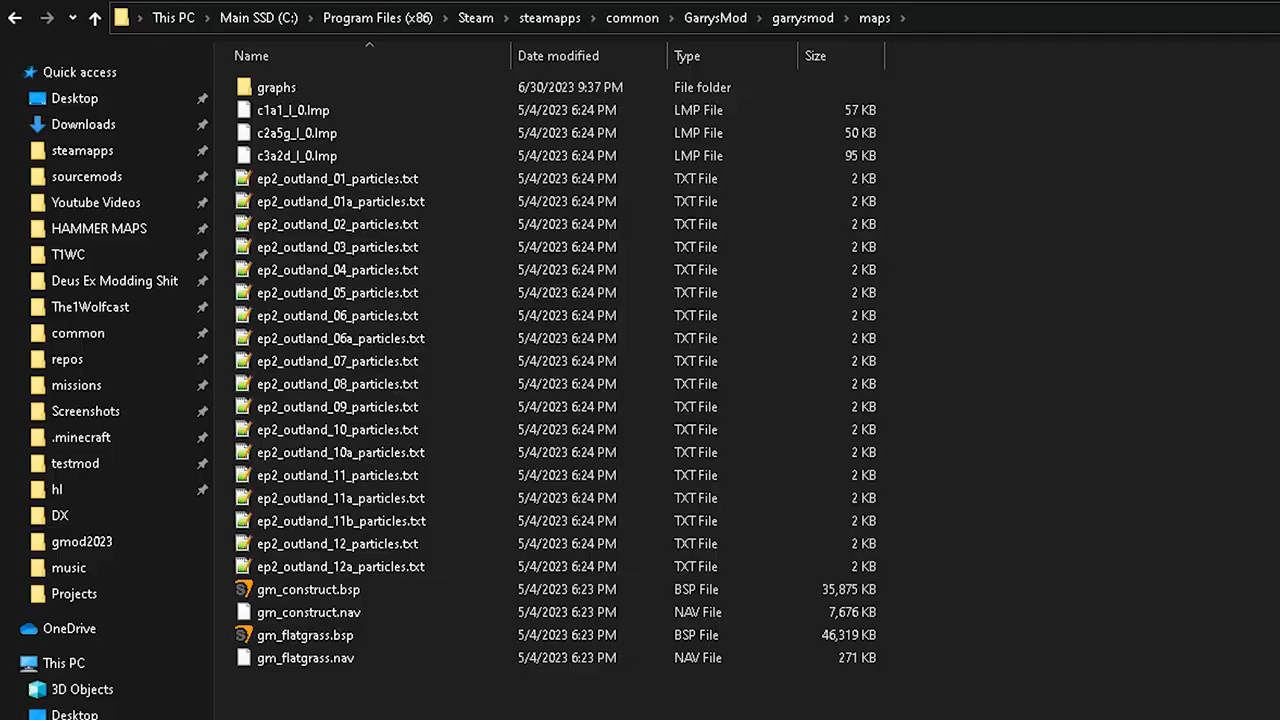 This PC > Main SSD (C:) > Program Files (x86) > Steam > steamapps > common > GarrysMod > garrysmod > maps >
Name Date modified Type Size
Quick access
Desktop
Downloads
steamapps
sourcemods
Youtube Videos
HAMMER MAPS
T1WC
Deus Ex Modding Shit
The1Wolfcast
common
repos
missions
Screenshots
.minecraft
testmod
hl
DX
gmod2023
music
Projects
OneDrive
This PC
3D Objects
Desktop
graphs 6/30/2023 9:37 PM File folder
c1a1_l_0.lmp 5/4/2023 6:24 PM LMP File 57 KB
c2a5g_l_0.lmp 5/4/2023 6:24 PM LMP File 50 KB
c3a2d_l_0.lmp 5/4/2023 6:24 PM LMP File 95 KB
ep2_outland_01_particles.txt 5/4/2023 6:24 PM TXT File 2 KB
ep2_outland_01a_particles.txt 5/4/2023 6:24 PM TXT File 2 KB
ep2_outland_02_particles.txt 5/4/2023 6:24 PM TXT File 2 KB
ep2_outland_03_particles.txt 5/4/2023 6:24 PM TXT File 2 KB
ep2_outland_04_particles.txt 5/4/2023 6:24 PM TXT File 2 KB
ep2_outland_05_particles.txt 5/4/2023 6:24 PM TXT File 2 KB
ep2_outland_06_particles.txt 5/4/2023 6:24 PM TXT File 2 KB
ep2_outland_06a_particles.txt 5/4/2023 6:24 PM TXT File 2 KB
ep2_outland_07_particles.txt 5/4/2023 6:24 PM TXT File 2 KB
ep2_outland_08_particles.txt 5/4/2023 6:24 PM TXT File 2 KB
ep2_outland_09_particles.txt 5/4/2023 6:24 PM TXT File 2 KB
ep2_outland_10_particles.txt 5/4/2023 6:24 PM TXT File 2 KB
ep2_outland_10a_particles.txt 5/4/2023 6:24 PM TXT File 2 KB
ep2_outland_11_particles.txt 5/4/2023 6:24 PM TXT File 2 KB
ep2_outland_11a_particles.txt 5/4/2023 6:24 PM TXT File 2 KB
ep2_outland_11b_particles.txt 5/4/2023 6:24 PM TXT File 2 KB
ep2_outland_12_particles.txt 5/4/2023 6:24 PM TXT File 2 KB
ep2_outland_12a_particles.txt 5/4/2023 6:24 PM TXT File 2 KB
gm_construct.bsp 5/4/2023 6:23 PM BSP File 35,875 KB
gm_construct.nav 5/4/2023 6:23 PM NAV File 7,676 KB
gm_flatgrass.bsp 5/4/2023 6:23 PM BSP File 46,319 KB
gm_flatgrass.nav 5/4/2023 6:23 PM NAV File 271 KB